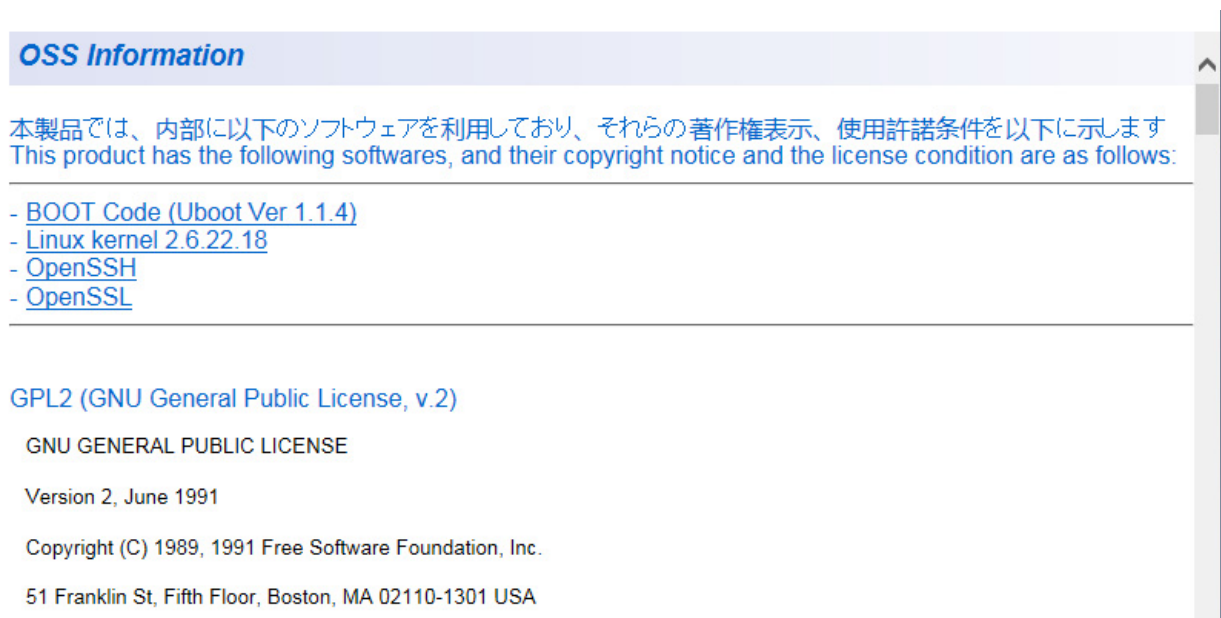 OSS Information
本製品では、内部に以下のソフトウェアを利用しており、それらの著作権表示、使用許諾条件を以下に示します
This product has the following softwares, and their copyright notice and the license condition are as follows:
- BOOT Code (Uboot Ver 1.1.4)
- Linux kernel 2.6.22.18
- OpenSSH
- OpenSSL
GPL2 (GNU General Public License, v.2)
GNU GENERAL PUBLIC LICENSE
Version 2, June 1991
Copyright (C) 1989, 1991 Free Software Foundation, Inc.
51 Franklin St, Fifth Floor, Boston, MA 02110-1301 USA